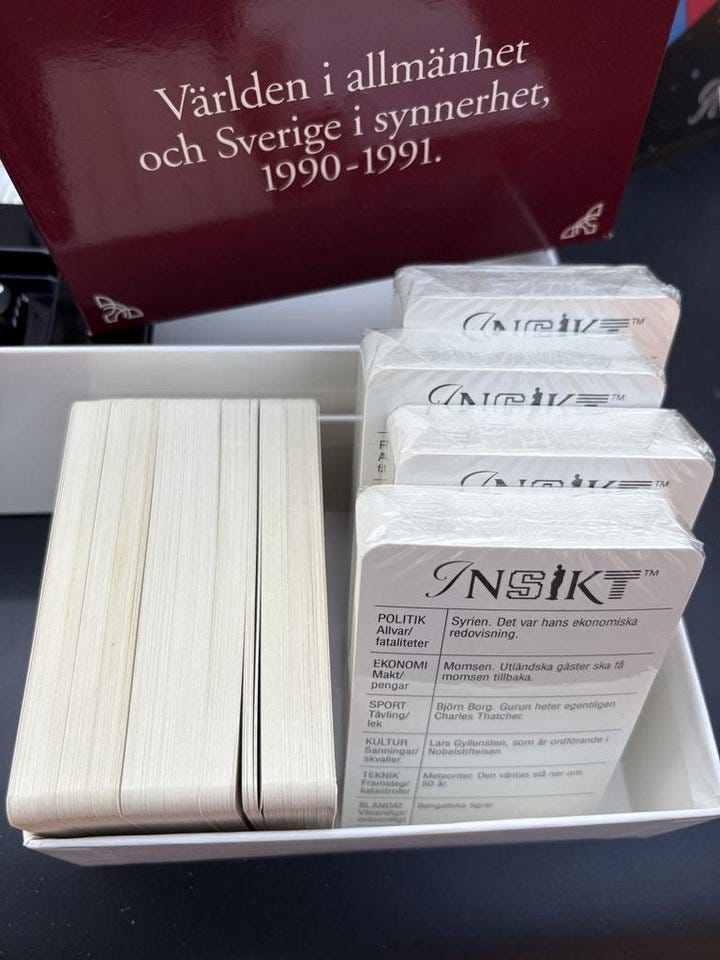 Världen i allmänhet
och Sverige i synnerhet,
1990-1991.
INSIKT™
INSIKT™
INSIKT™
INSIKT™
POLITIK
Allvar/
fataliteter
Syrien. Det var hans ekonomiska
redovisning.
EKONOMI
Makt/
pengar
Momsen. Utländska gäster ska få
momsen tillbaka.
SPORT
Tävling/
lek
Björn Borg. Gurun heter egentligen
Charles Thatcher.
KULTUR
Sanningar/
skvaller
Lars Gyllensten, som är ordförande i
Nobelstiftelsen
TEKNIK
Framsteg/
katastrofer
Meteoriter. Den väntas slå ner om
50 år.
BLANDAT
Väsentligt/
oväsentligt
Bengaliska tigrar